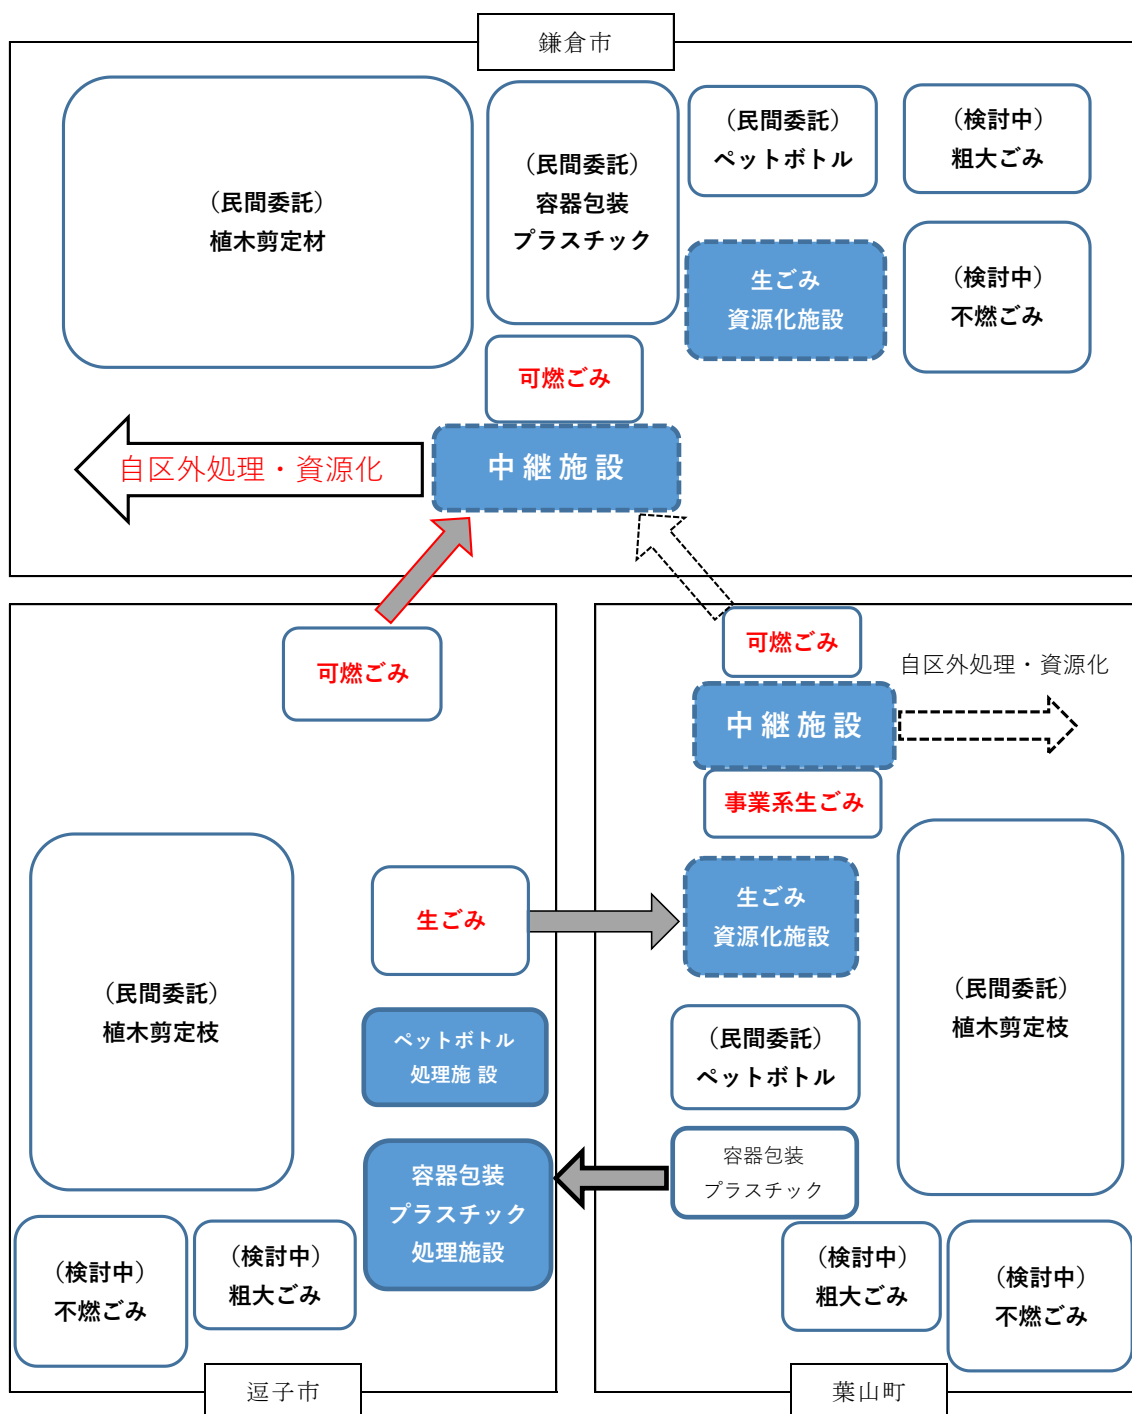 鎌倉市
（民間委託）
植木剪定材
（民間委託）
容器包装
プラスチック
（民間委託）
ペットボトル
（検討中）
粗大ごみ
生ごみ
資源化施設
（検討中）
不燃ごみ
可燃ごみ
自区外処理・資源化
中継施設
可燃ごみ
（民間委託）
植木剪定枝
生ごみ
ペットボトル
処理施 設
容器包装
プラスチック
処理施設
（検討中）
不燃ごみ
（検討中）
粗大ごみ
逗子市
可燃ごみ
自区外処理・資源化
中継施設
事業系生ごみ
生ごみ
資源化施設
（民間委託）
植木剪定枝
（民間委託）
ペットボトル
容器包装
プラスチック
（検討中）
粗大ごみ
（検討中）
不燃ごみ
葉山町